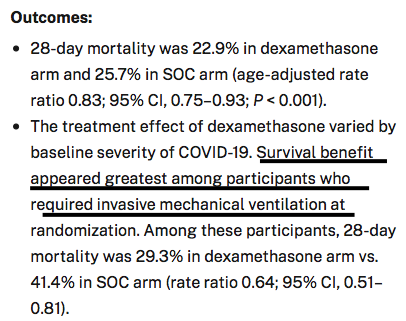 Outcomes:
• 28-day mortality was 22.9% in dexamethasone
arm and 25.7% in SOC arm (age-adjusted rate
ratio 0.83; 95% CI, 0.75–0.93; P < 0.001).
• The treatment effect of dexamethasone varied by
baseline severity of COVID-19. Survival benefit
appeared greatest among participants who
required invasive mechanical ventilation at
randomization. Among these participants, 28-day
mortality was 29.3% in dexamethasone arm vs.
41.4% in SOC arm (rate ratio 0.64; 95% CI, 0.51–
0.81).